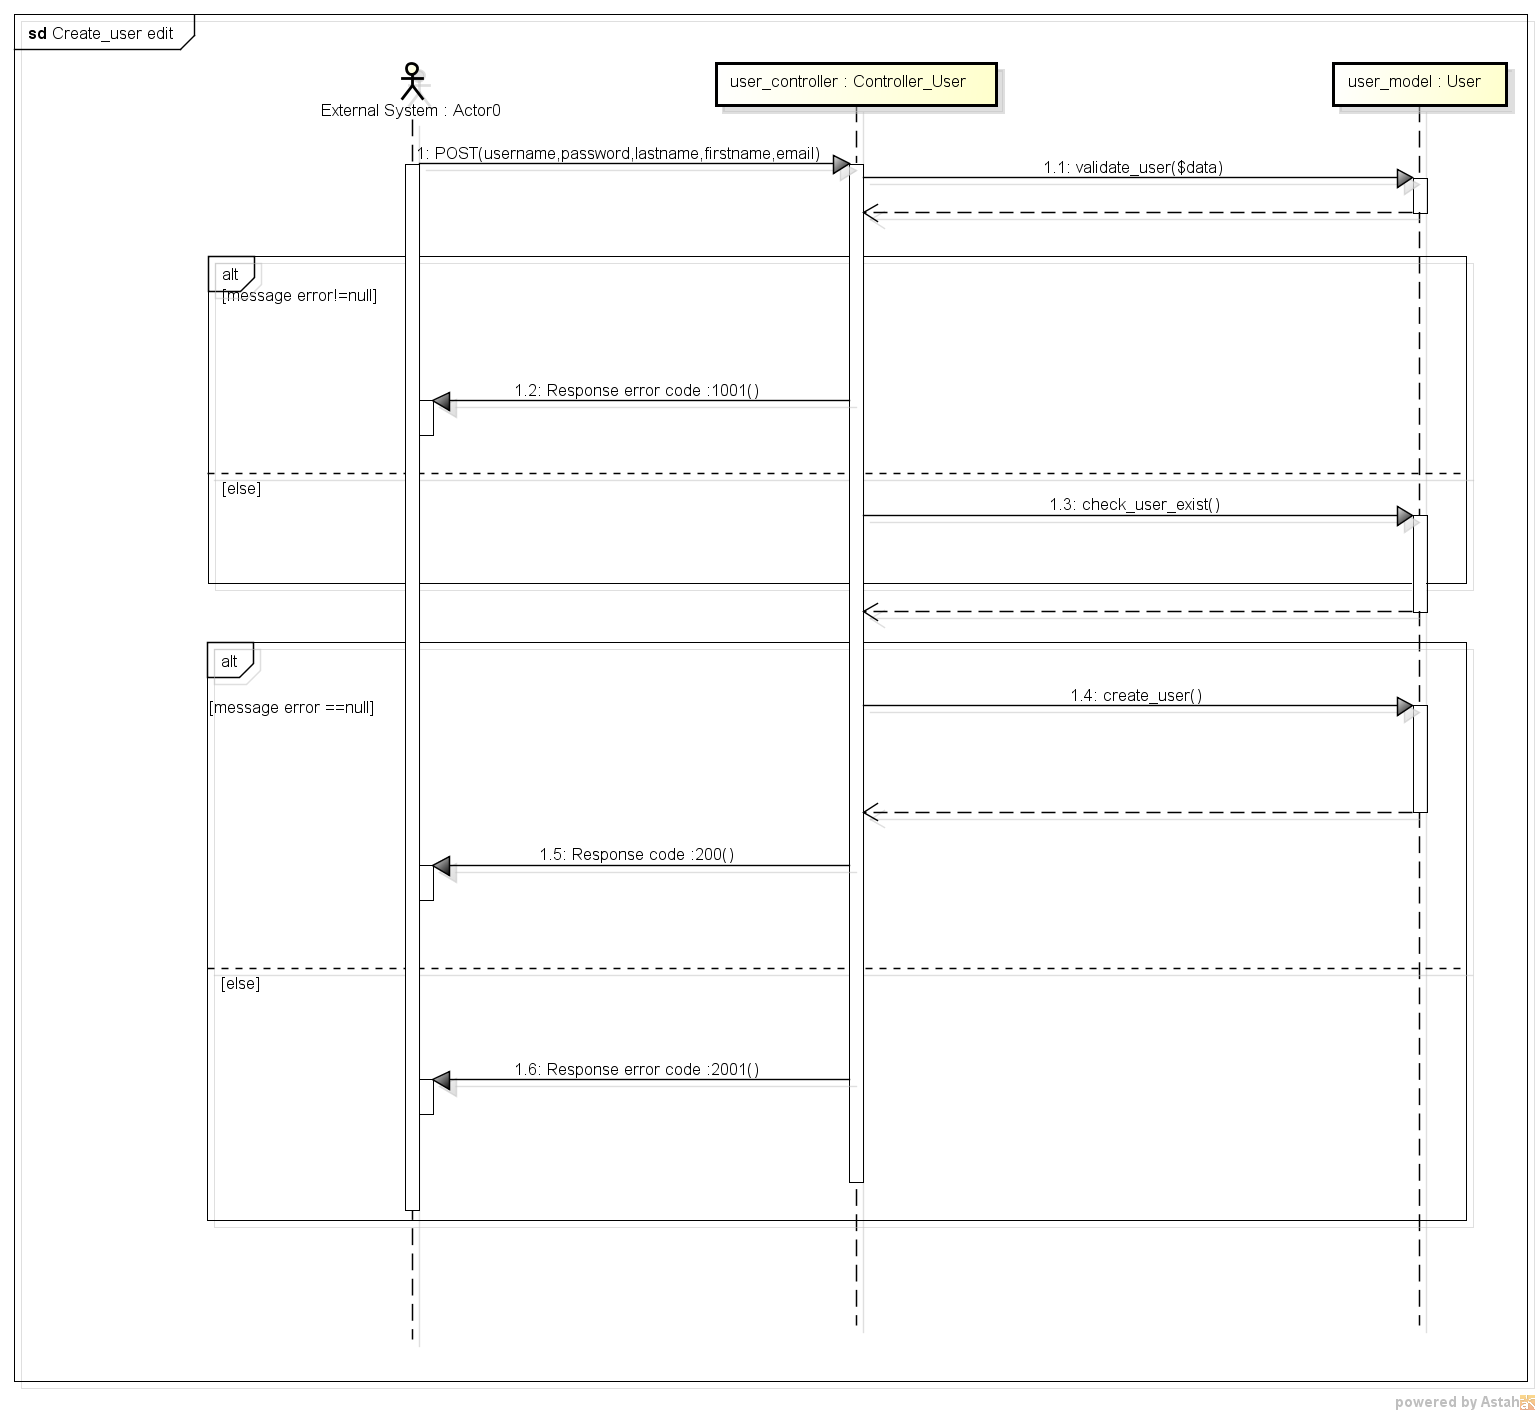 sd Create_user edit
External System : Actor0
user_controller : Controller_User
user_model : User
1: POST(username,password,lastname,firstname,email)
1.1: validate_user($data)
alt
[message error!=null]
1.2: Response error code :1001()
[else]
1.3: check_user_exist()
alt
[message error ==null]
1.4: create_user()
1.5: Response code :200()
[else]
1.6: Response error code :2001()
powered by Astah